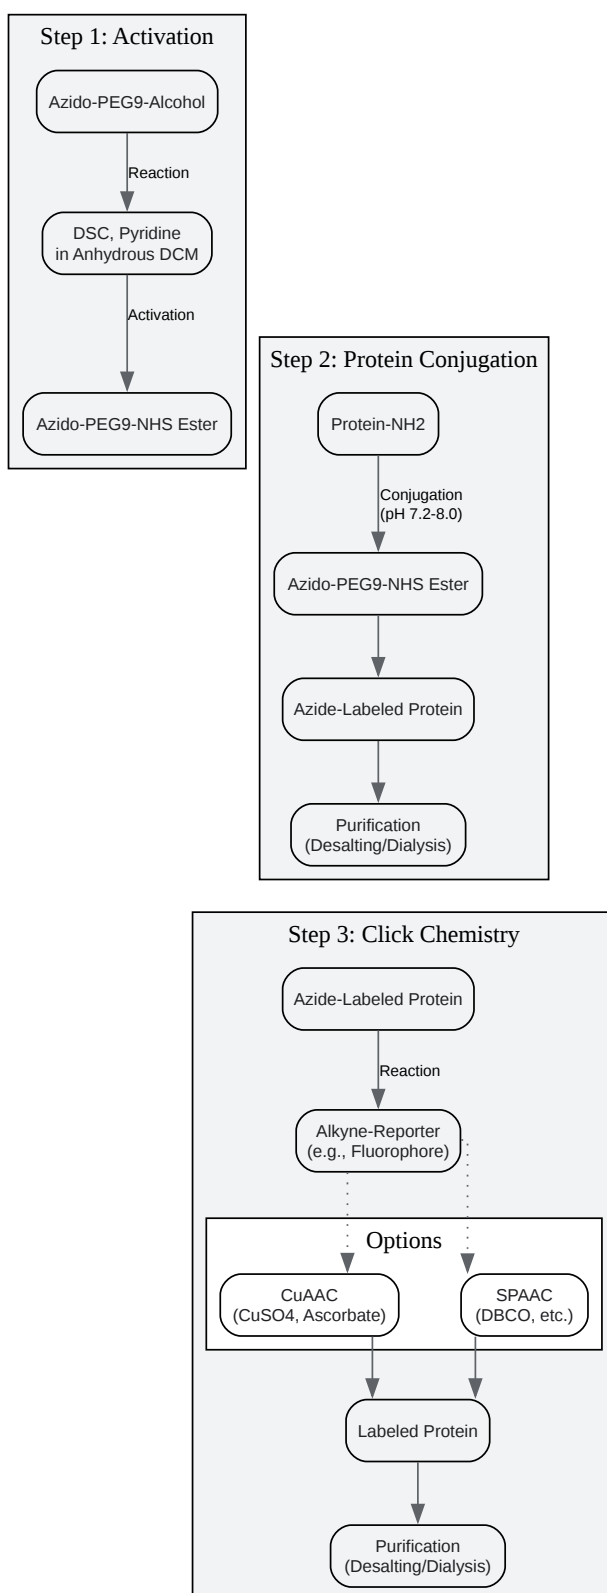 Step 1: Activation
Azido-PEG9-Alcohol
Reaction
DSC, Pyridine
in Anhydrous DCM
Activation
Azido-PEG9-NHS Ester
Step 2: Protein Conjugation
Protein-NH2
Conjugation
(pH 7.2-8.0)
Azido-PEG9-NHS Ester
Azide-Labeled Protein
Purification
(Desalting/Dialysis)
Step 3: Click Chemistry
Azide-Labeled Protein
Reaction
Alkyne-Reporter
(e.g., Fluorophore)
Options
CuAAC
(CuSO4, Ascorbate)
SPAAC
(DBCO, etc.)
Labeled Protein
Purification
(Desalting/Dialysis)